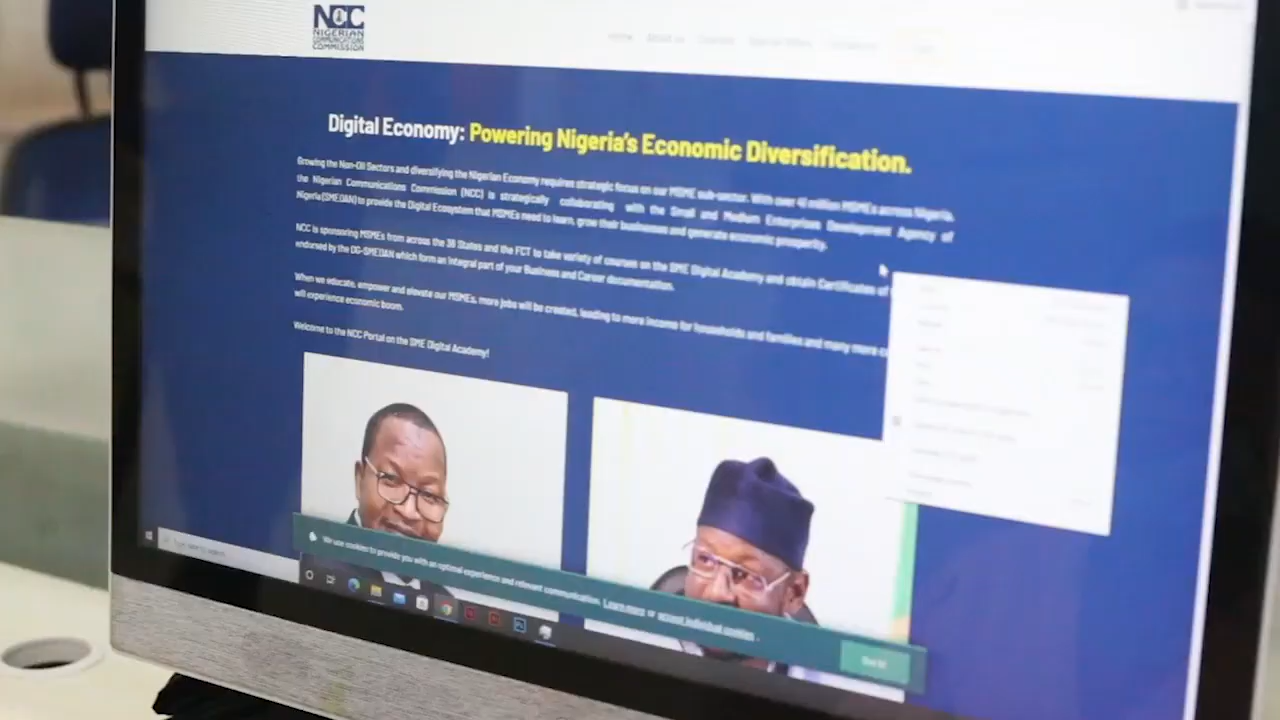 NCC
NIGERIAN
COMMUNICATIONS
COMMISSION
Digital Economy: Powering Nigeria's Economic Diversification.
Growing the Non-Oil Sectors and diversifying the Nigerian Economy requires strategic focus on our MSME sub-sector. With over 41 million MSMEs across Nigeria,
the Nigerian Communications Commission (NCC) is strategically collaborating with the Small and Medium Enterprises Development Agency of
Nigeria (SMEDAN) to provide the Digital Ecosystem that MSMEs need to learn, grow their businesses and generate economic prosperity.
NCC is sponsoring MSMEs from across the 36 States and the FCT to take variety of courses on the SME Digital Academy and obtain Certificates of
endorsed by the DG-SMEDAN which form an integral part of your Business and Career documentation.
When we educate, empower and elevate our MSMEs, more jobs will be created, leading to more income for households and families and many more
will experience economic boom.
Welcome to the NCC Portal on the SME Digital Academy!
We use cookies to provide you with an optimal experience and relevant communication. Learn more or accept individual cookies.
Got it!